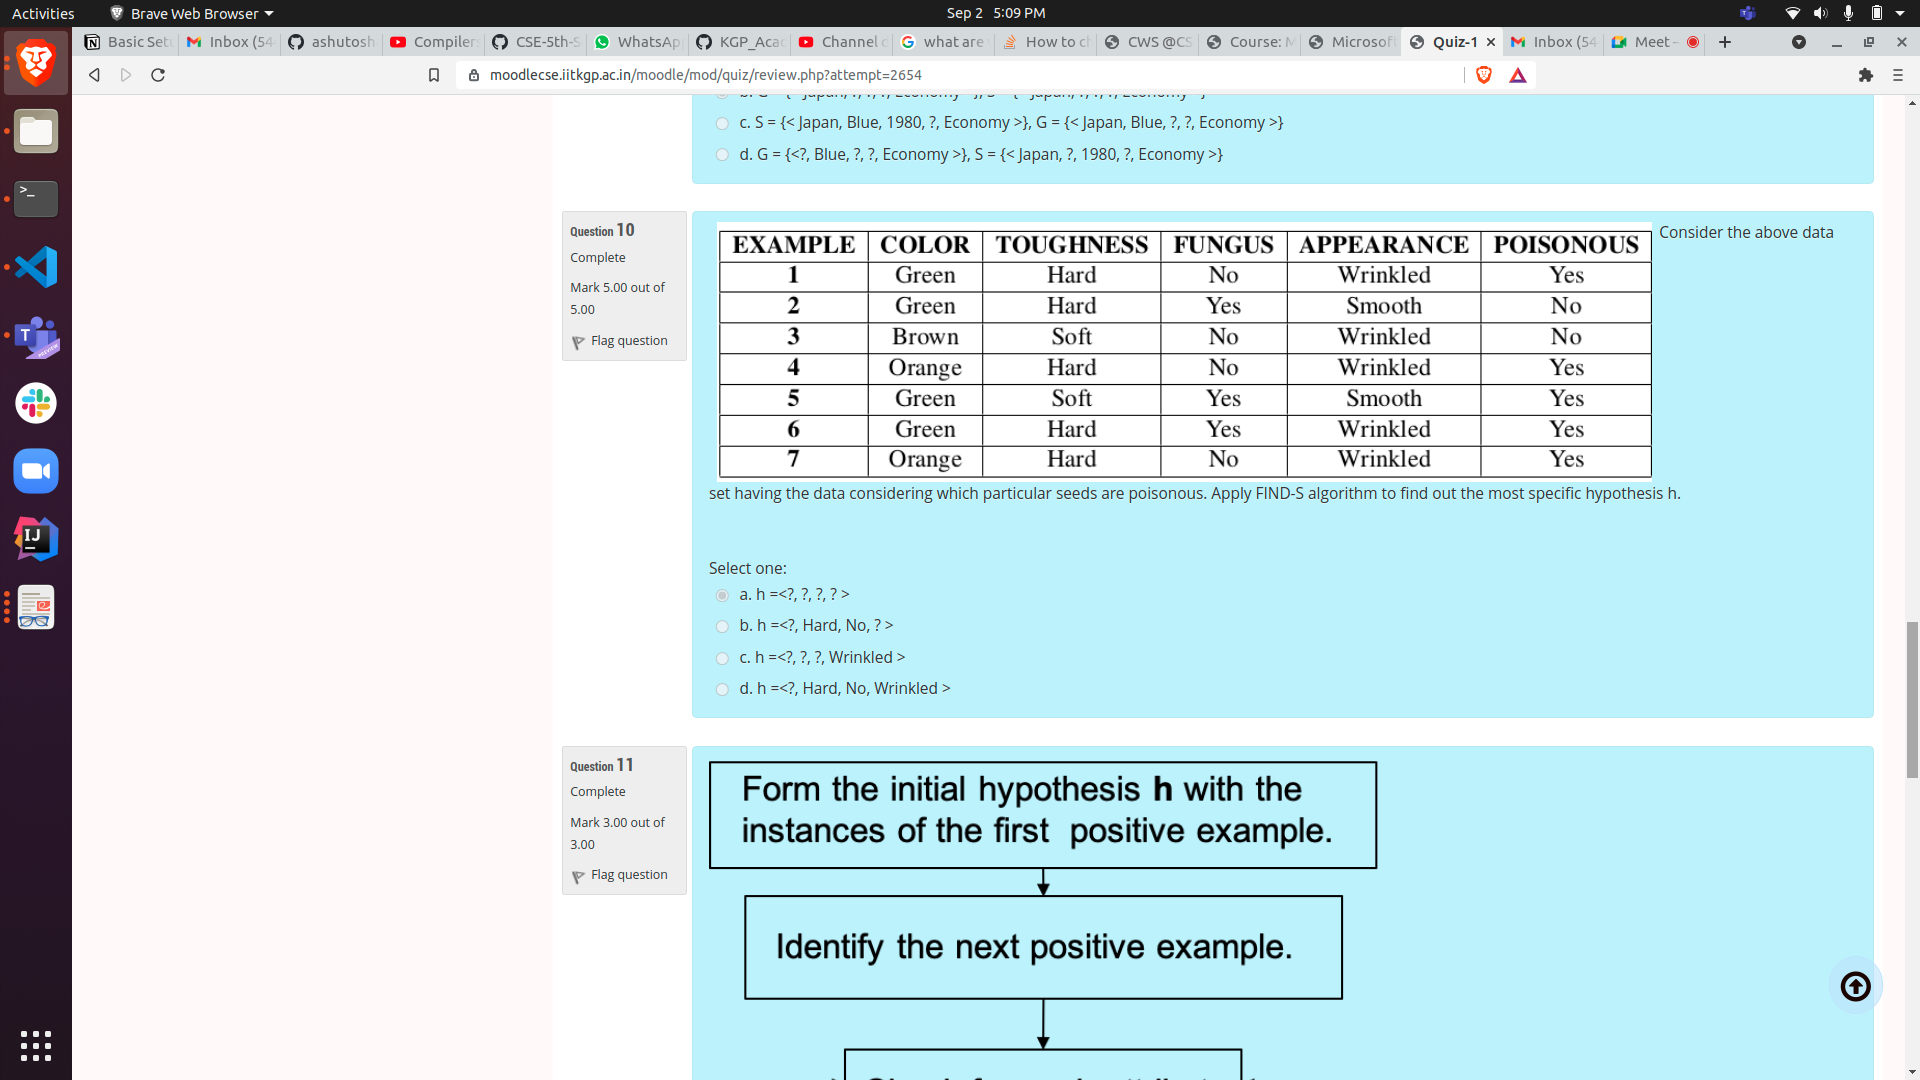 Activities
Brave Web Browser
Sep 2 5:09 PM
Basic Set
Inbox (54
ashutosh
Compiler
CSE-5th-S
WhatsAp
KGP_Aca
Channel
what are
How to c
CWS @CS
Course: M
Microsoft
Quiz-1
Inbox (54
Meet -
moodlecse.iitkgp.ac.in/moodle/mod/quiz/review.php?attempt=2654
c. S = {< Japan, Blue, 1980, ?, Economy >}, G = {< Japan, Blue, ?, ?, Economy >}
d. G = {<?, Blue, ?, ?, Economy >}, S = {< Japan, ?, 1980, ?, Economy >}
Question 10
Complete
Mark 5.00 out of
5.00
Flag question
EXAMPLE COLOR TOUGHNESS FUNGUS APPEARANCE POISONOUS
1 Green Hard No Wrinkled Yes
2 Green Hard Yes Smooth No
3 Brown Soft No Wrinkled No
4 Orange Hard No Wrinkled Yes
5 Green Soft Yes Smooth Yes
6 Green Hard Yes Wrinkled Yes
7 Orange Hard No Wrinkled Yes
Consider the above data
set having the data considering which particular seeds are poisonous. Apply FIND-S algorithm to find out the most specific hypothesis h.
Select one:
a. h =<?, ?, ?, ? >
b. h =<?, Hard, No, ? >
c. h =<?, ?, ?, Wrinkled >
d. h =<?, Hard, No, Wrinkled >
Question 11
Complete
Mark 3.00 out of
3.00
Flag question
Form the initial hypothesis h with the
instances of the first positive example.
Identify the next positive example.